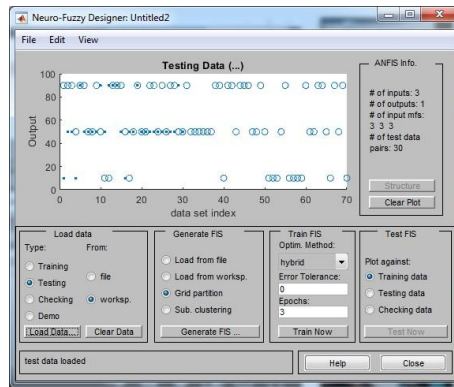 Neuro-Fuzzy Designer: Untitled2
File Edit View
Testing Data (...)
100
80
60
40
20
0
Output
0 10 20 30 40 50 60 70
data set index
ANFIS Info.
# of inputs: 3
# of outputs: 1
# of input mfs:
3 3 3
# of test data
pairs: 30
Structure
Clear Plot
Load data
Type: From:
Training
Testing
Checking
Demo
file
worksp.
Load Data... Clear Data
Generate FIS
Load from file
Load from worksp.
Grid partition
Sub. clustering
Generate FIS ...
Train FIS
Optim. Method:
hybrid
Error Tolerance:
0
Epochs:
3
Train Now
Test FIS
Plot against:
Training data
Testing data
Checking data
Test Now
test data loaded
Help Close